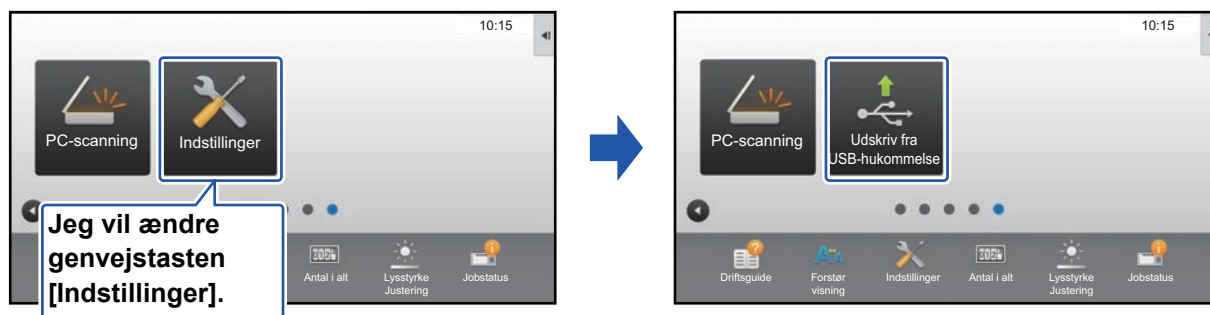 10:15
PC-scanning
Indstillinger
Jeg vil ændre
genvejstasten
[Indstillinger].
Antal i alt
Lysstyrke
Justering
Jobstatus
10:15
PC-scanning
Udskriv fra
USB-hukommelse
Driftsguide
Forstør
visning
Indstillinger
Antal i alt
Lysstyrke
Justering
Jobstatus